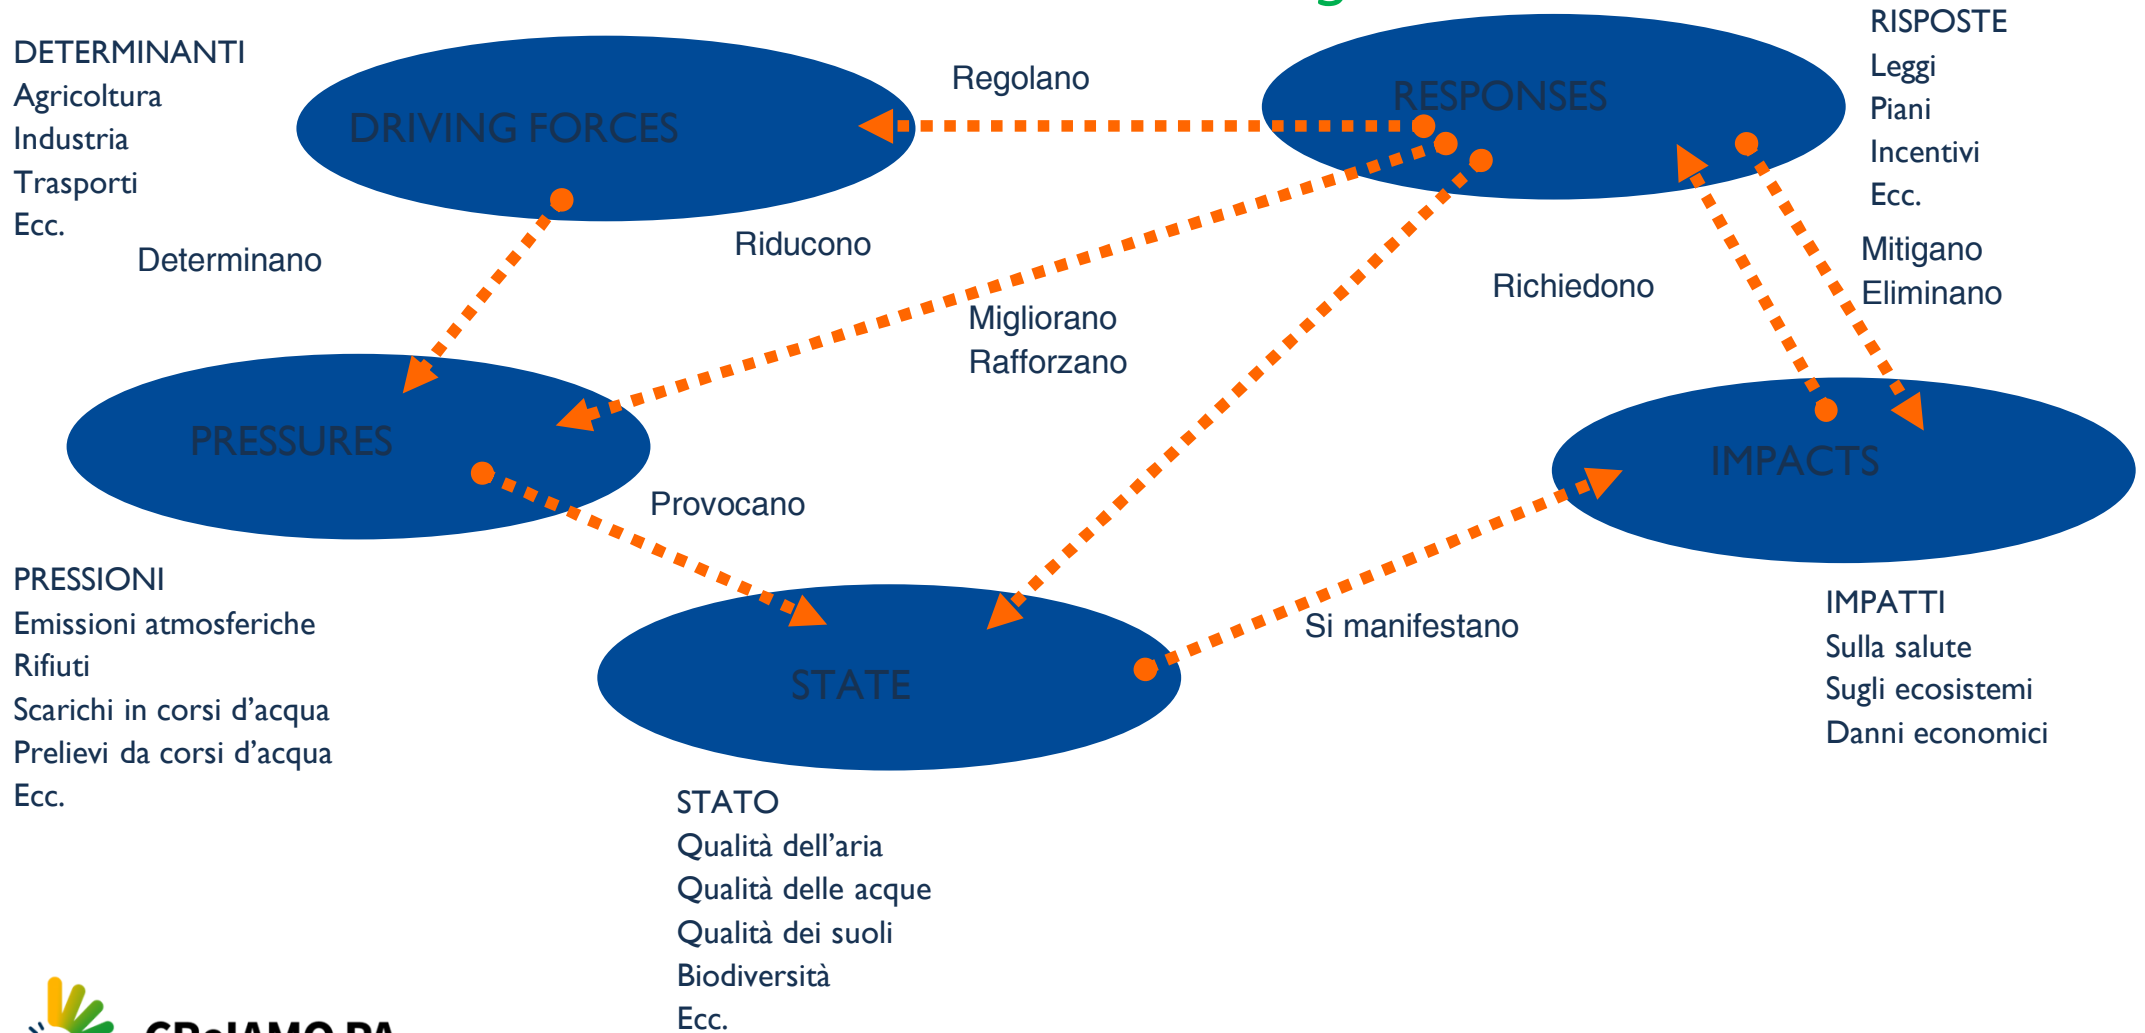 DETERMINANTI
Agricoltura
Industria
Trasporti
Ecc.
DRIVING FORCES
Regolano
RESPONSES
RISPOSTE
Leggi
Piani
Incentivi
Ecc.
Determinano
Riducono
Migliorano
Rafforzano
Richiedono
Mitigano
Eliminano
PRESSURES
IMPACTS
Provocano
Si manifestano
PRESSIONI
Emissioni atmosferiche
Rifiuti
Scarichi in corsi d’acqua
Prelievi da corsi d’acqua
Ecc.
STATE
IMPATTI
Sulla salute
Sugli ecosistemi
Danni economici
STATO
Qualità dell’aria
Qualità delle acque
Qualità dei suoli
Biodiversità
Ecc.
CReIAMO PA